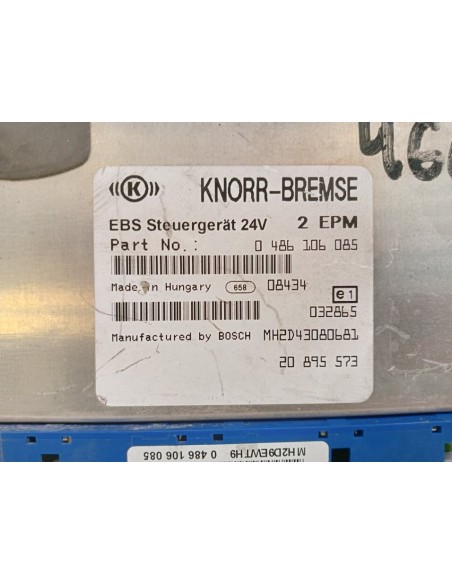 ((K)) KNORR-BREMSE
EBS Steuergerät 24V 2 EPM
Part No.: 0 486 106 085
Made in Hungary 658 08434
e1
032865
Manufactured by BOSCH MH2D43080681
20 895 573
MH2D9EWTH9
0 486 106 085